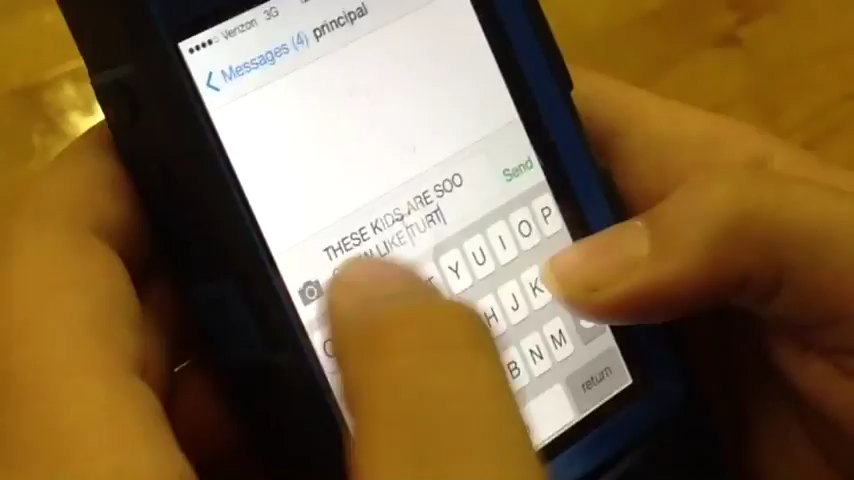 Verizon 3G
Messages (4) principal
THESE KIDS ARE SOO
LIKE TURT
Send
T Y U I O P
H J K
B N M
return